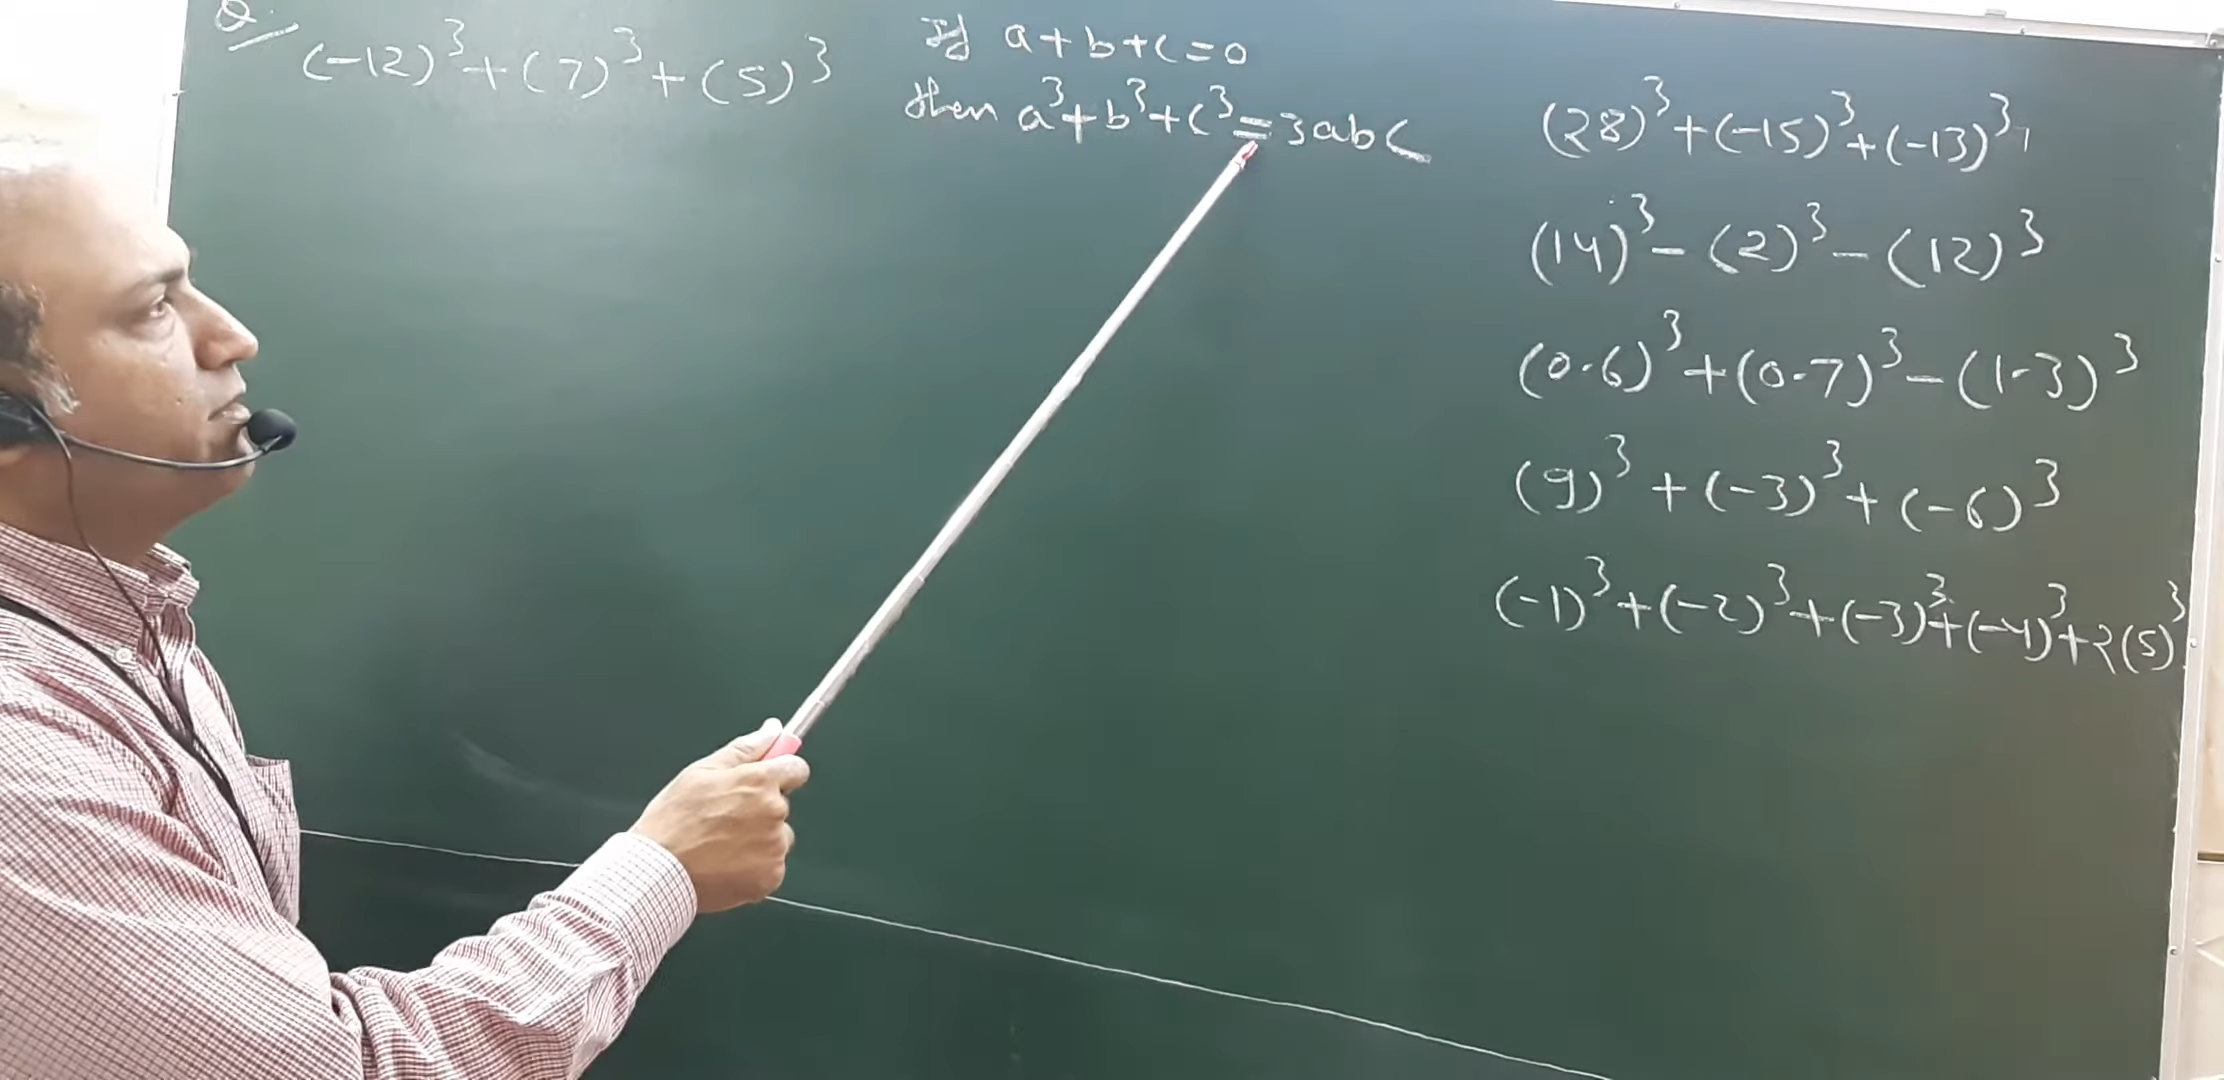 Q. (-12)³+(7)³+(5)³
If a+b+c=0
then a³+b³+c³=3abc
(28)³+(-15)³+(-13)³,
(14)³-(2)³-(12)³
(0.6)³+(0.7)³-(1.3)³
(9)³+(-3)³+(-6)³
(-1)³+(-2)³+(-3)³+(-4)³+2(5)³